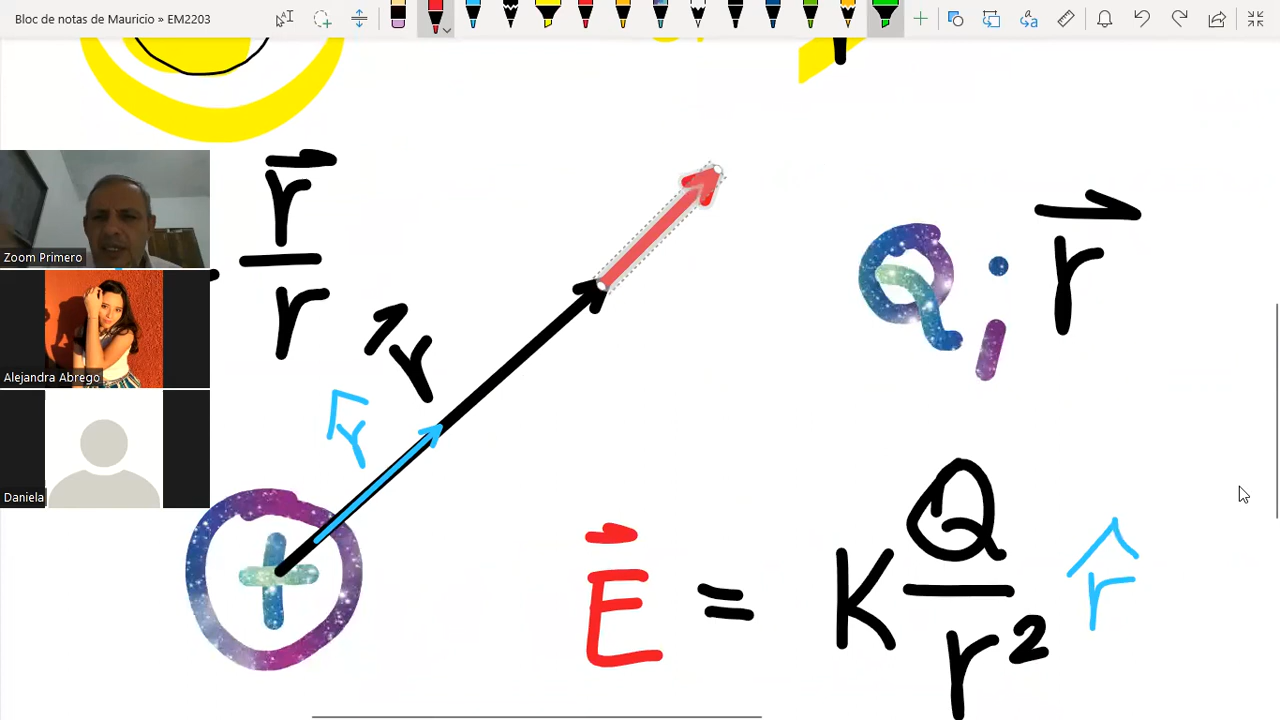 Bloc de notas de Mauricio » EM2203
Zoom Primero
Alejandra Abrego
Daniela
r⃗
r
r⃗
r̂
+
Q ; r⃗
E⃗ = K Q/r² r̂